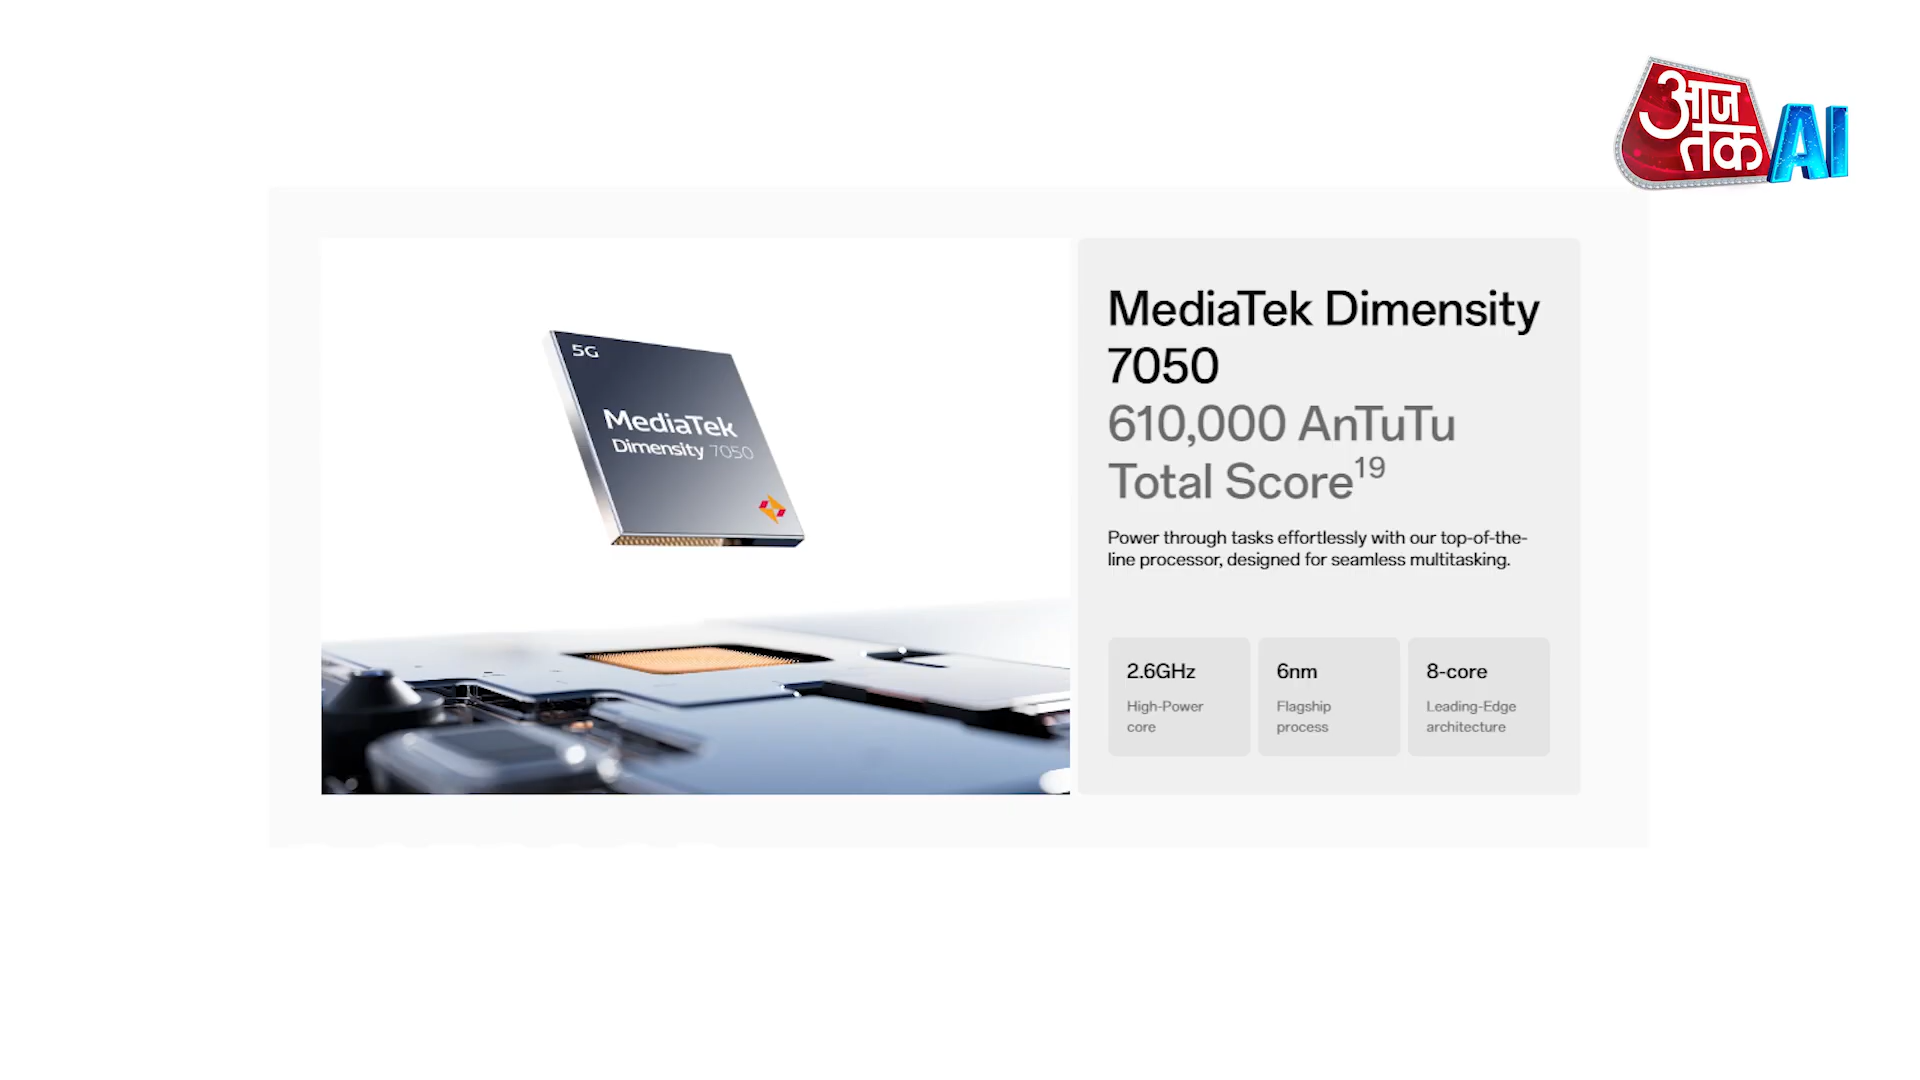 आज
तक AI
5G
MediaTek
Dimensity 7050
MediaTek Dimensity
7050
610,000 AnTuTu
Total Score19
Power through tasks effortlessly with our top-of-the-
line processor, designed for seamless multitasking.
2.6GHz
High-Power
core
6nm
Flagship
process
8-core
Leading-Edge
architecture